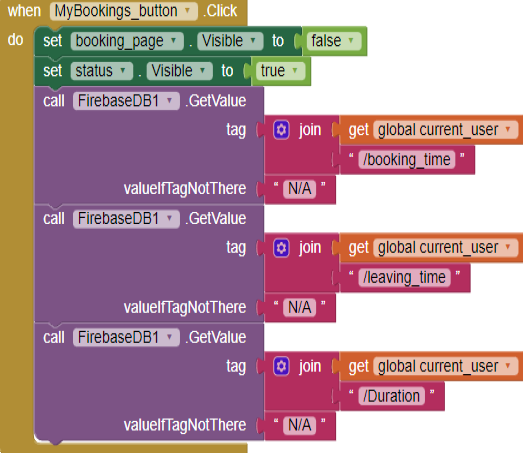 when MyBookings_button .Click
do set booking_page . Visible to false
set status . Visible to true
call FirebaseDB1 .GetValue
tag join get global current_user
" /booking_time "
valueIfTagNotThere " N/A "
call FirebaseDB1 .GetValue
tag join get global current_user
" /leaving_time "
valueIfTagNotThere " N/A "
call FirebaseDB1 .GetValue
tag join get global current_user
" /Duration "
valueIfTagNotThere " N/A "